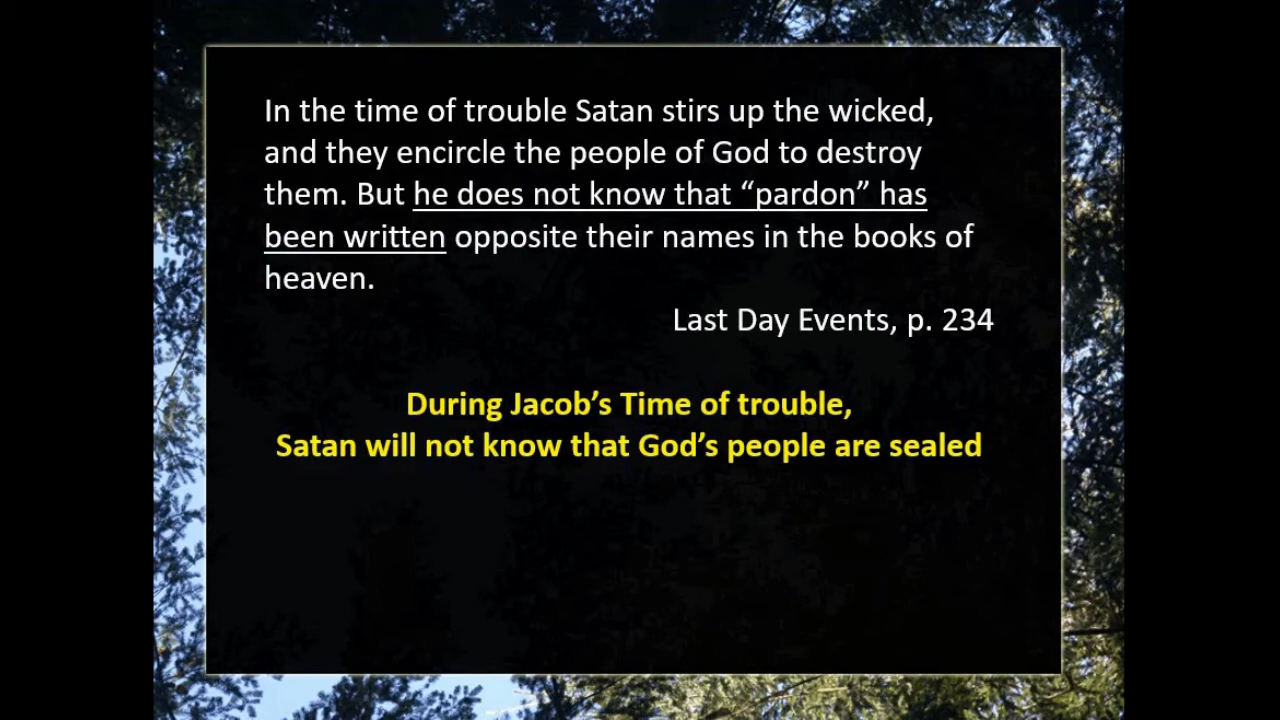 In the time of trouble Satan stirs up the wicked,
and they encircle the people of God to destroy
them. But he does not know that “pardon” has
been written opposite their names in the books of
heaven.
Last Day Events, p. 234
During Jacob’s Time of trouble,
Satan will not know that God’s people are sealed